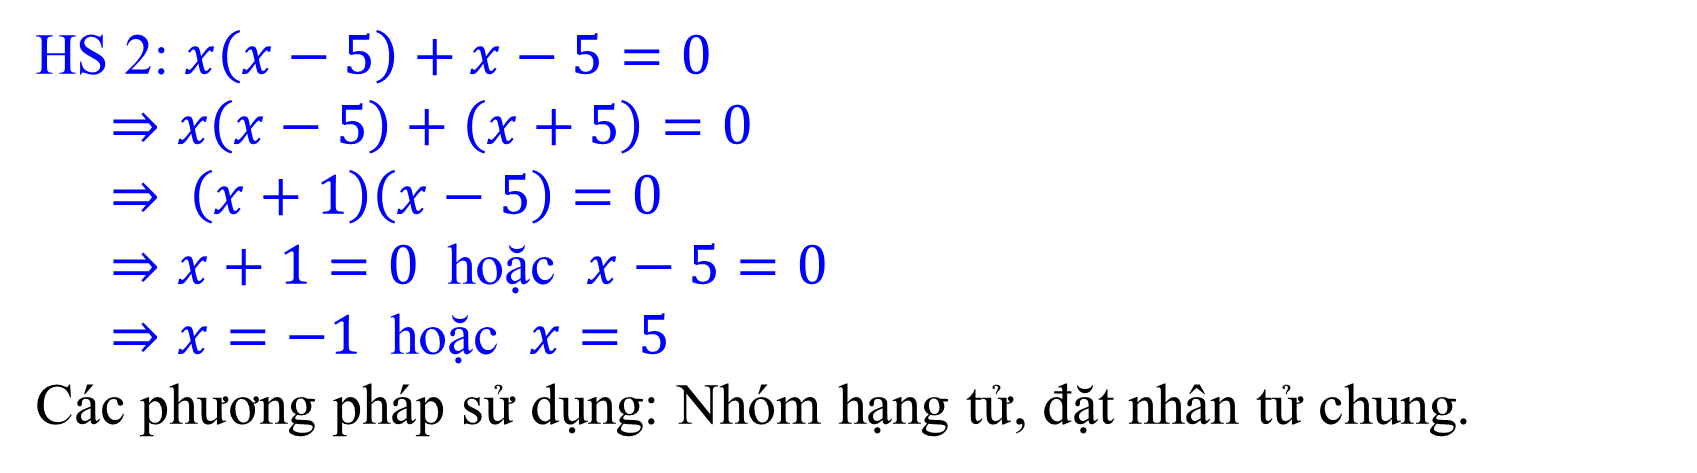 HS 2: x(x − 5) + x − 5 = 0
⇒ x(x − 5) + (x + 5) = 0
⇒ (x + 1)(x − 5) = 0
⇒ x + 1 = 0 hoặc x − 5 = 0
⇒ x = −1 hoặc x = 5
Các phương pháp sử dụng: Nhóm hạng tử, đặt nhân tử chung.